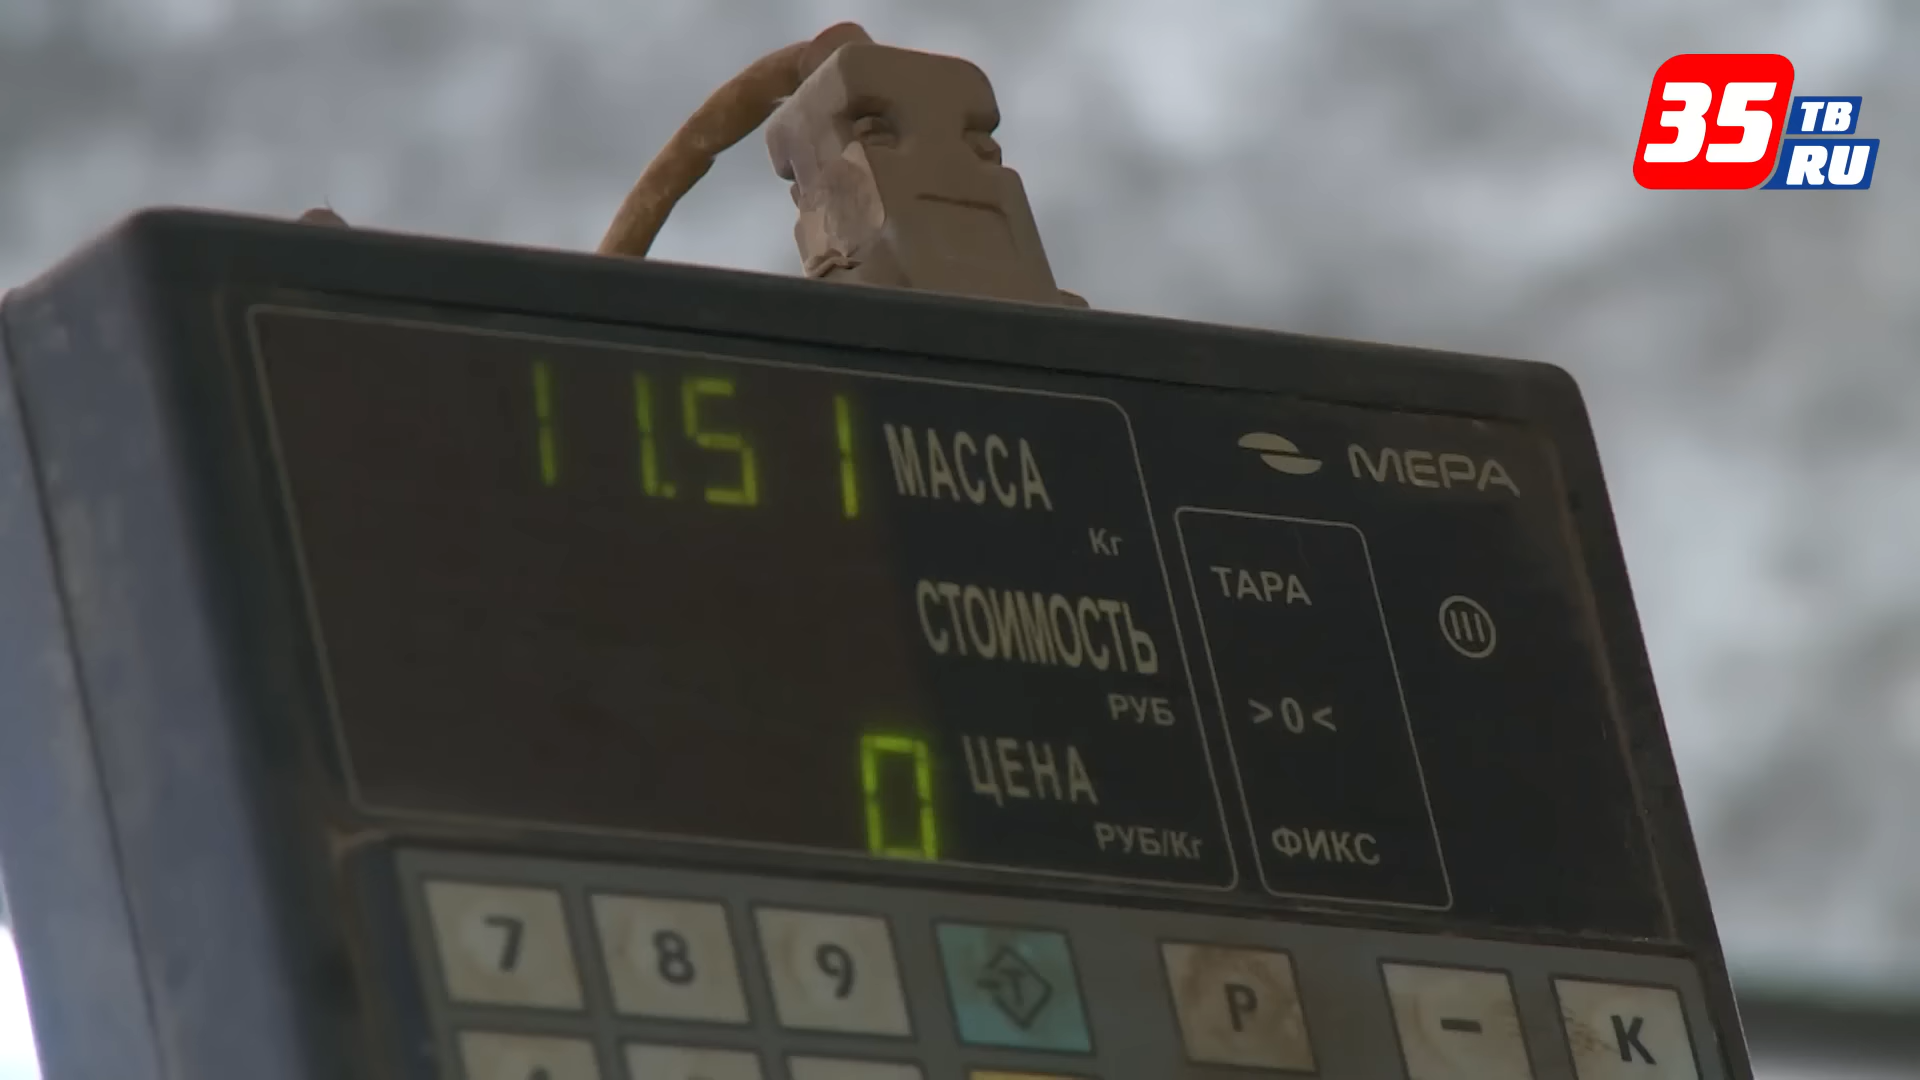 35 ТВ
RU
11.51 МАССА
Кг
МЕРА
ТАРА
СТОИМОСТЬ
РУБ
>0<
0 ЦЕНА
РУБ/Кг
ФИКС
7 8 9 T P - K